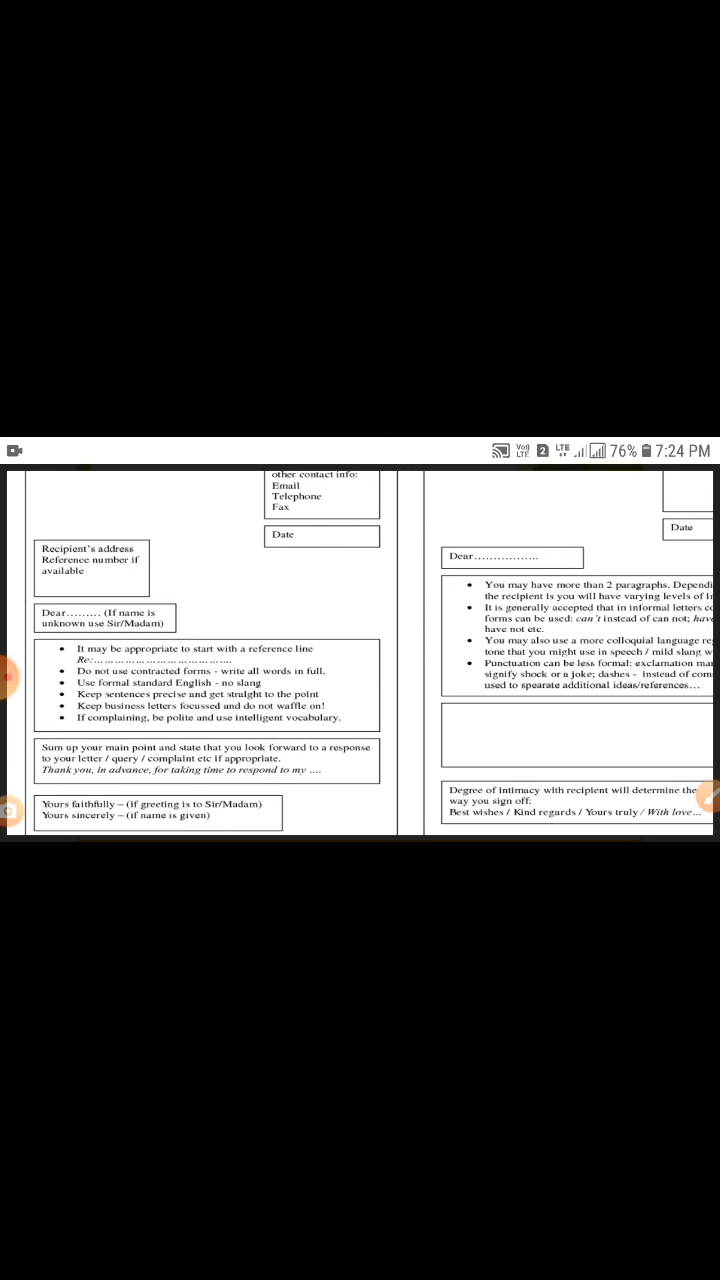 Voi) LTE 2 LTE 76% 7:24 PM
other contact info:
Email
Telephone
Fax
Date
Recipient's address
Reference number if
available
Dear……… (If name is
unknown use Sir/Madam)
It may be appropriate to start with a reference line
Re:……………………………….
Do not use contracted forms - write all words in full.
Use formal standard English - no slang
Keep sentences precise and get straight to the point
Keep business letters focussed and do not waffle on!
If complaining, be polite and use intelligent vocabulary.
Sum up your main point and state that you look forward to a response
to your letter / query / complaint etc if appropriate.
Thank you, in advance, for taking time to respond to my ….
Yours faithfully – (if greeting is to Sir/Madam)
Yours sincerely – (if name is given)
Date
Dear……………..
You may have more than 2 paragraphs. Dependi
the recipient is you will have varying levels of
It is generally accepted that in informal letters
forms can be used: can't instead of can not; have
have not etc.
You may also use a more colloquial language
tone that you might use in speech / mild slang
Punctuation can be less formal: exclamation
signify shock or a joke; dashes - instead of
used to spearate additional ideas/references…
Degree of intimacy with recipient will determine the
way you sign off:
Best wishes / Kind regards / Yours truly / With love…